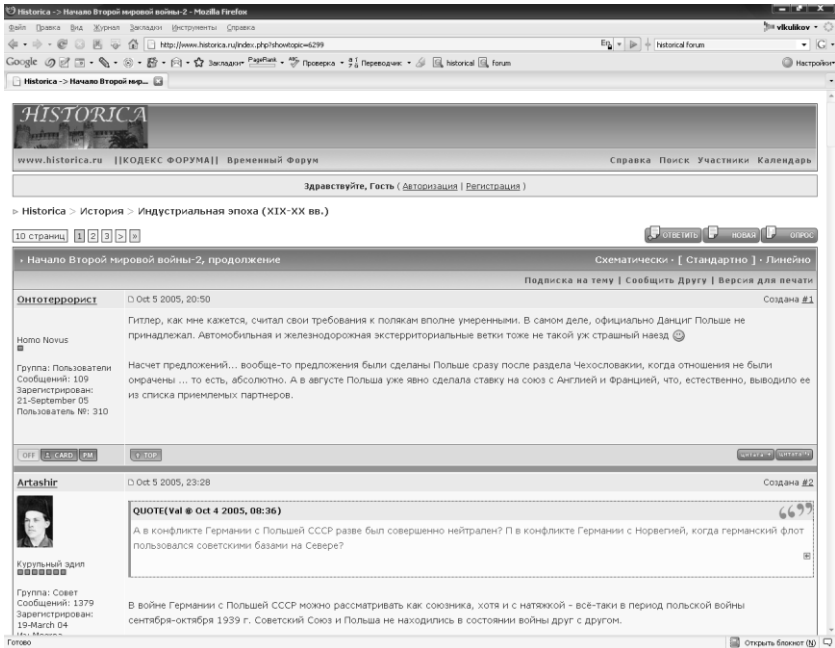 Historica -> Начало Второй мировой войны-2 - Mozilla Firefox
Файл Правка Вид Журнал Закладки Инструменты Справка vlkulikov
http://www.historica.ru/index.php?showtopic=6299 En historical forum
Google Закладки PageRank Проверка Переводчик historical forum Настройки
Historica -> Начало Второй мир...
HISTORICA
www.historica.ru ||КОДЕКС ФОРУМА|| Временный Форум Справка Поиск Участники Календарь
Здравствуйте, Гость ( Авторизация | Регистрация )
Historica > История > Индустриальная эпоха (XIX-XX вв.)
10 страниц 1 2 3 > » ОТВЕТИТЬ НОВАЯ ОПРОС
› Начало Второй мировой войны-2, продолжение Схематически · [ Стандартно ] · Линейно
Подписка на тему | Сообщить Другу | Версия для печати
Онтотеррорист Oct 5 2005, 20:50 Создана #1
Гитлер, как мне кажется, считал свои требования к полякам вполне умеренными. В самом деле, официально Данциг Польше не
принадлежал. Автомобильная и железнодорожная экстерриториальные ветки тоже не такой уж страшный наезд
Homo Novus
Группа: Пользователи
Сообщений: 109
Зарегистрирован:
21-September 05
Пользователь №: 310
Насчет предложений... вообще-то предложения были сделаны Польше сразу после раздела Чехословакии, когда отношения не были
омрачены ... то есть, абсолютно. А в августе Польша уже явно сделала ставку на союз с Англией и Францией, что, естественно, выводило ее
из списка приемлемых партнеров.
OFF CARD PM TOP цитата цитата
Artashir Oct 5 2005, 23:28 Создана #2
QUOTE(Val @ Oct 4 2005, 08:36)
А в конфликте Германии с Польшей СССР разве был совершенно нейтрален? П в конфликте Германии с Норвегией, когда германский флот
пользовался советскими базами на Севере?
Курульный эдил
Группа: Совет
Сообщений: 1379
Зарегистрирован:
19-March 04
В войне Германии с Польшей СССР можно рассматривать как союзника, хотя и с натяжкой - всё-таки в период польской войны
сентября-октября 1939 г. Советский Союз и Польша не находились в состоянии войны друг с другом.
Готово Открыть блокнот (N)